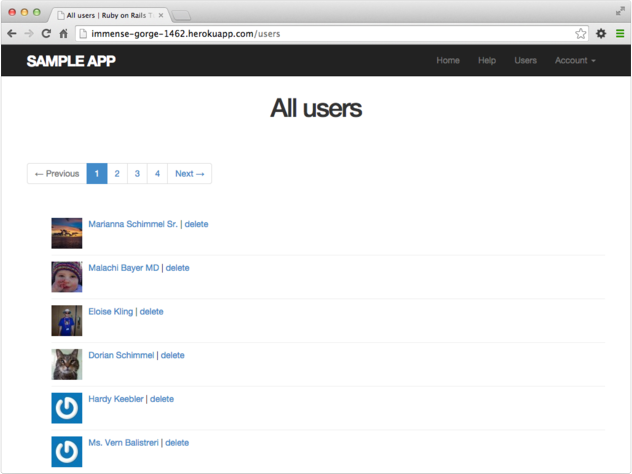 All users | Ruby on Rails Tu
immense-gorge-1462.herokuapp.com/users
SAMPLE APP
Home
Help
Users
Account
All users
← Previous 1 2 3 4 Next →
Marianna Schimmel Sr. | delete
Malachi Bayer MD | delete
Eloise Kling | delete
Dorian Schimmel | delete
Hardy Keebler | delete
Ms. Vern Balistreri | delete